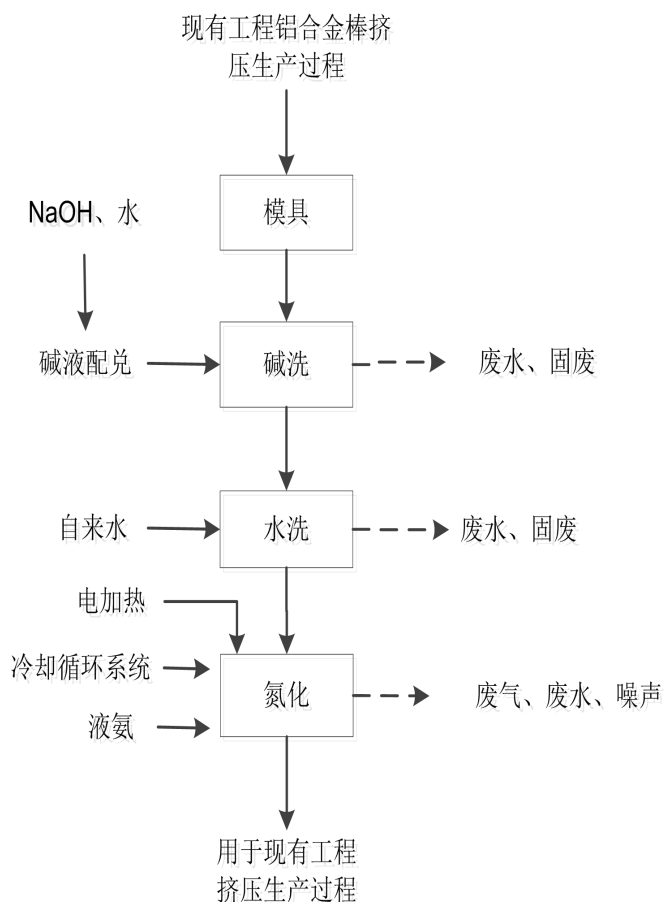 现有工程铝合金棒挤
压生产过程
模具
NaOH、水
碱液配兑
碱洗
废水、固废
自来水
水洗
废水、固废
电加热
冷却循环系统
氮化
废气、废水、噪声
液氨
用于现有工程
挤压生产过程